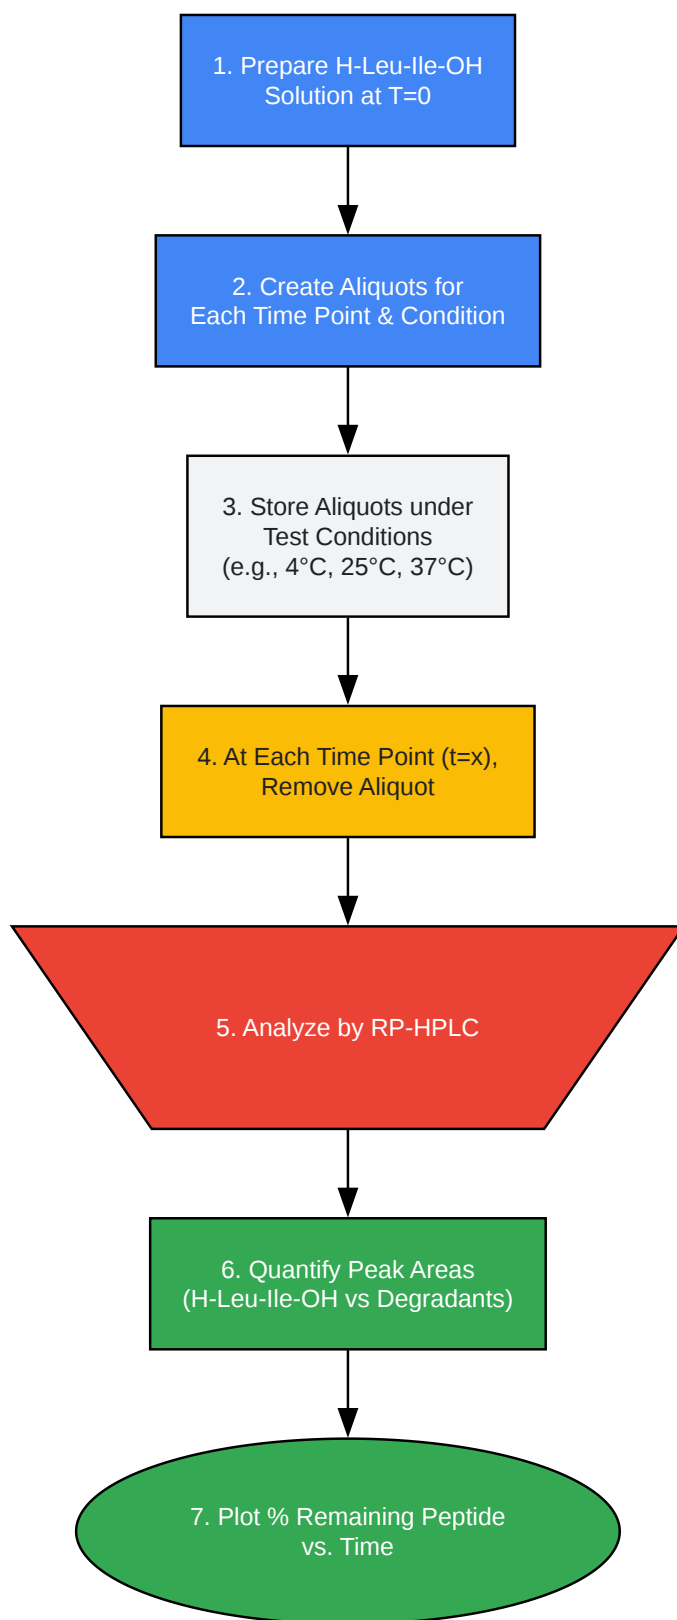 1. Prepare H-Leu-Ile-OH
Solution at T=0
2. Create Aliquots for
Each Time Point & Condition
3. Store Aliquots under
Test Conditions
(e.g., 4°C, 25°C, 37°C)
4. At Each Time Point (t=x),
Remove Aliquot
5. Analyze by RP-HPLC
6. Quantify Peak Areas
(H-Leu-Ile-OH vs Degradants)
7. Plot % Remaining Peptide
vs. Time